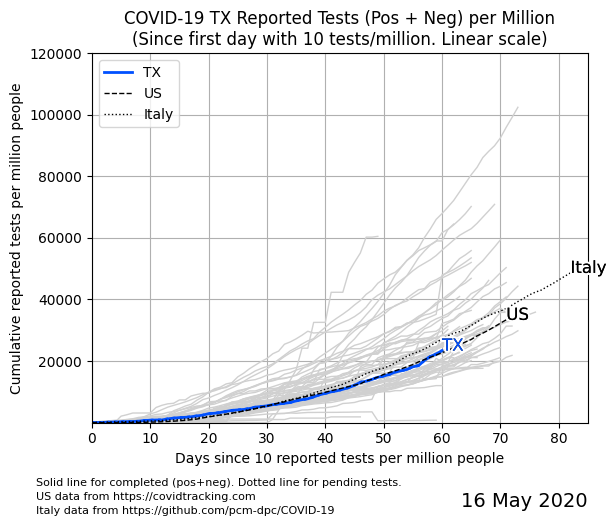 COVID-19 TX Reported Tests (Pos + Neg) per Million
(Since first day with 10 tests/million. Linear scale)
120000
100000
80000
60000
40000
20000
Cumulative reported tests per million people
TX
US
Italy
Italy
US
TX
0 10 20 30 40 50 60 70 80
Days since 10 reported tests per million people
Solid line for completed (pos+neg). Dotted line for pending tests.
US data from https://covidtracking.com
Italy data from https://github.com/pcm-dpc/COVID-19
16 May 2020